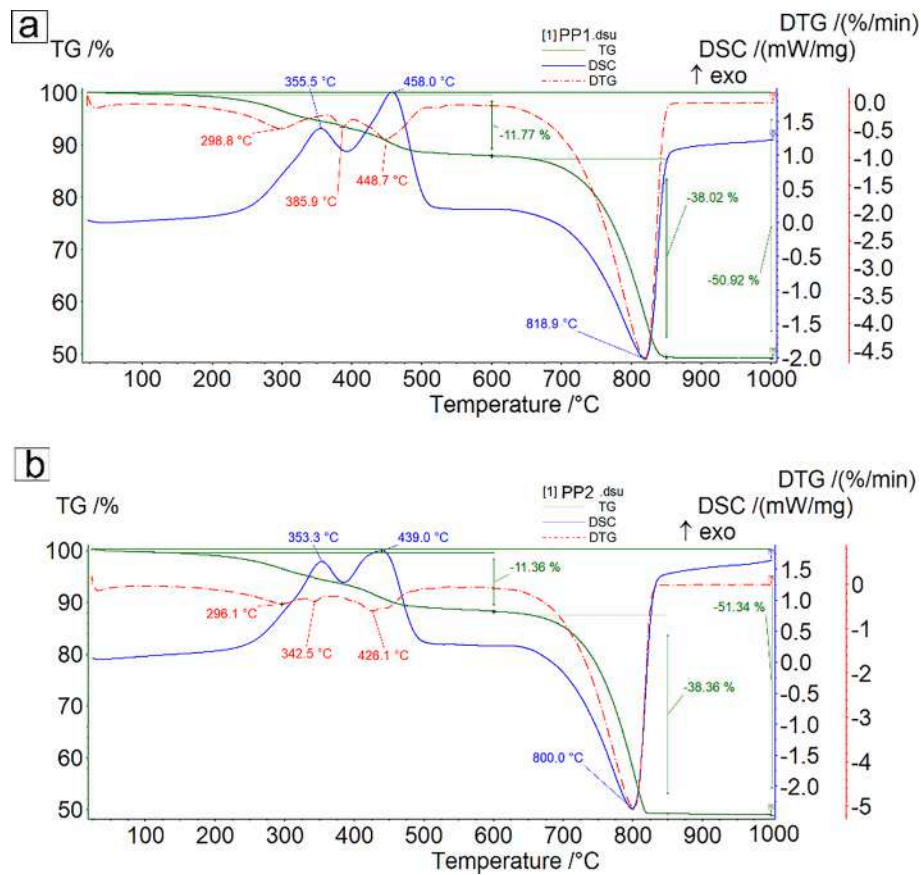 a
TG /%
[1] PP1 .dsu
TG
DSC
DTG
DTG /(%/min)
DSC /(mW/mg)
↑ exo
100
90
80
70
60
50
355.5 °C
458.0 °C
298.8 °C
385.9 °C
448.7 °C
818.9 °C
-11.77 %
-38.02 %
-50.92 %
1.5
1.0
0.5
0.0
-0.5
-1.0
-1.5
-2.0
0.0
-0.5
-1.0
-1.5
-2.0
-2.5
-3.0
-3.5
-4.0
-4.5
100 200 300 400 500 600 700 800 900 1000
Temperature /°C
b
TG /%
[1] PP2 .dsu
TG
DSC
DTG
DTG /(%/min)
DSC /(mW/mg)
↑ exo
100
90
80
70
60
50
353.3 °C
439.0 °C
296.1 °C
342.5 °C
426.1 °C
800.0 °C
-11.36 %
-38.36 %
-51.34 %
1.5
1.0
0.5
0.0
-0.5
-1.0
-1.5
-2.0
0
-1
-2
-3
-4
-5
100 200 300 400 500 600 700 800 900 1000
Temperature /°C